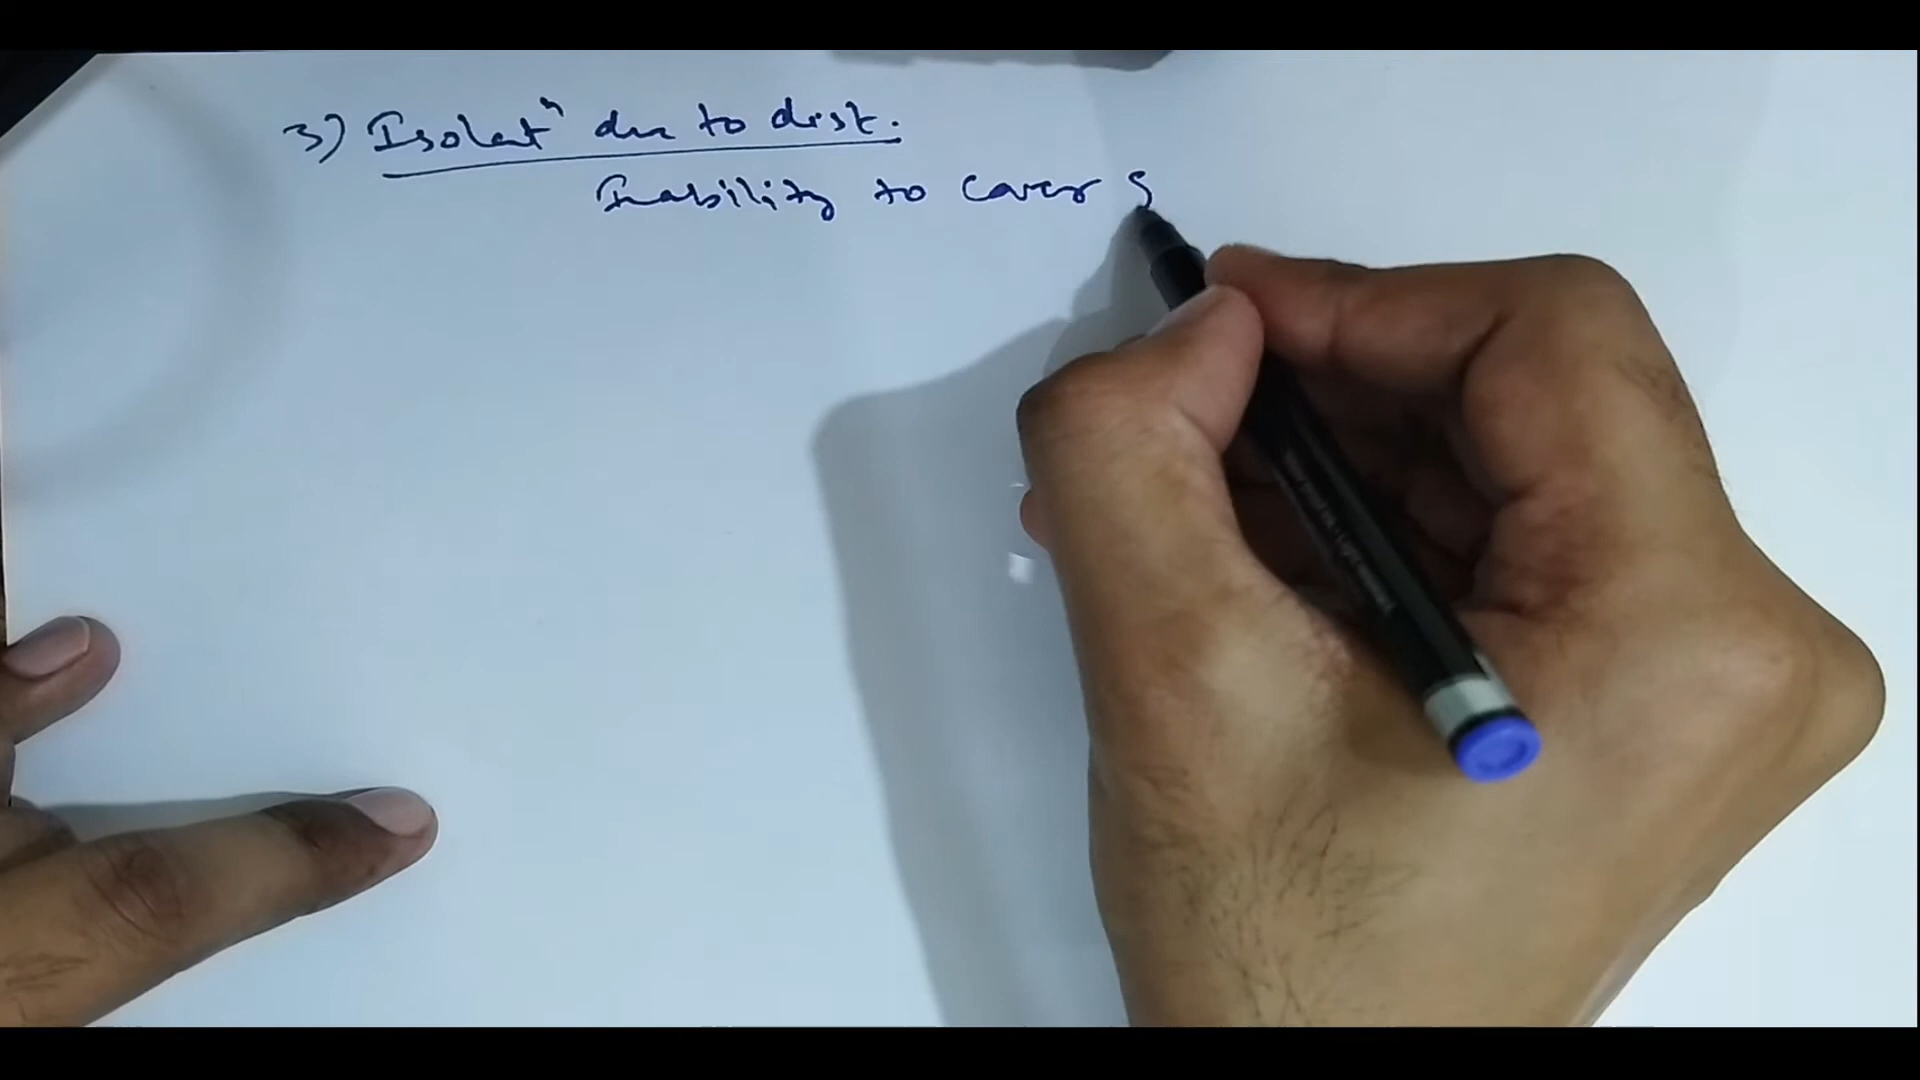 3) Isolatⁿ due to dist.
Inability to cover S